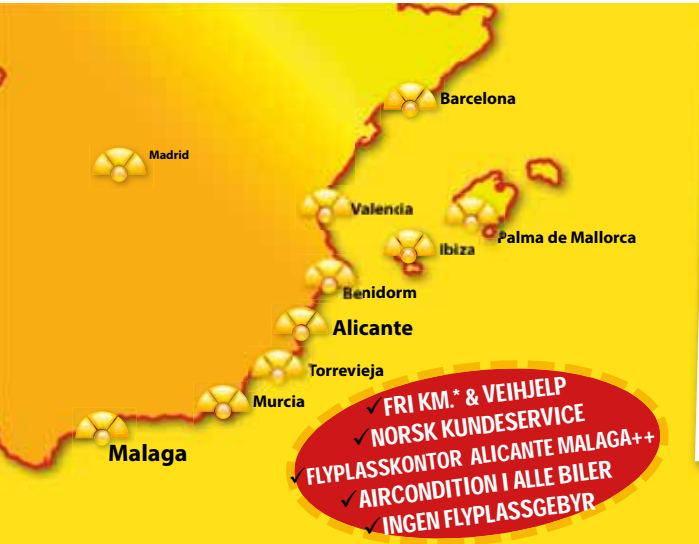 Barcelona
Madrid
Valencia
Palma de Mallorca
Ibiza
Benidorm
Alicante
Torrevieja
Murcia
Malaga
✓FRI KM.* & VEIHJELP
✓NORSK KUNDESERVICE
✓FLYPLASSKONTOR ALICANTE MALAGA++
✓AIRCONDITION I ALLE BILER
✓INGEN FLYPLASSGEBYR